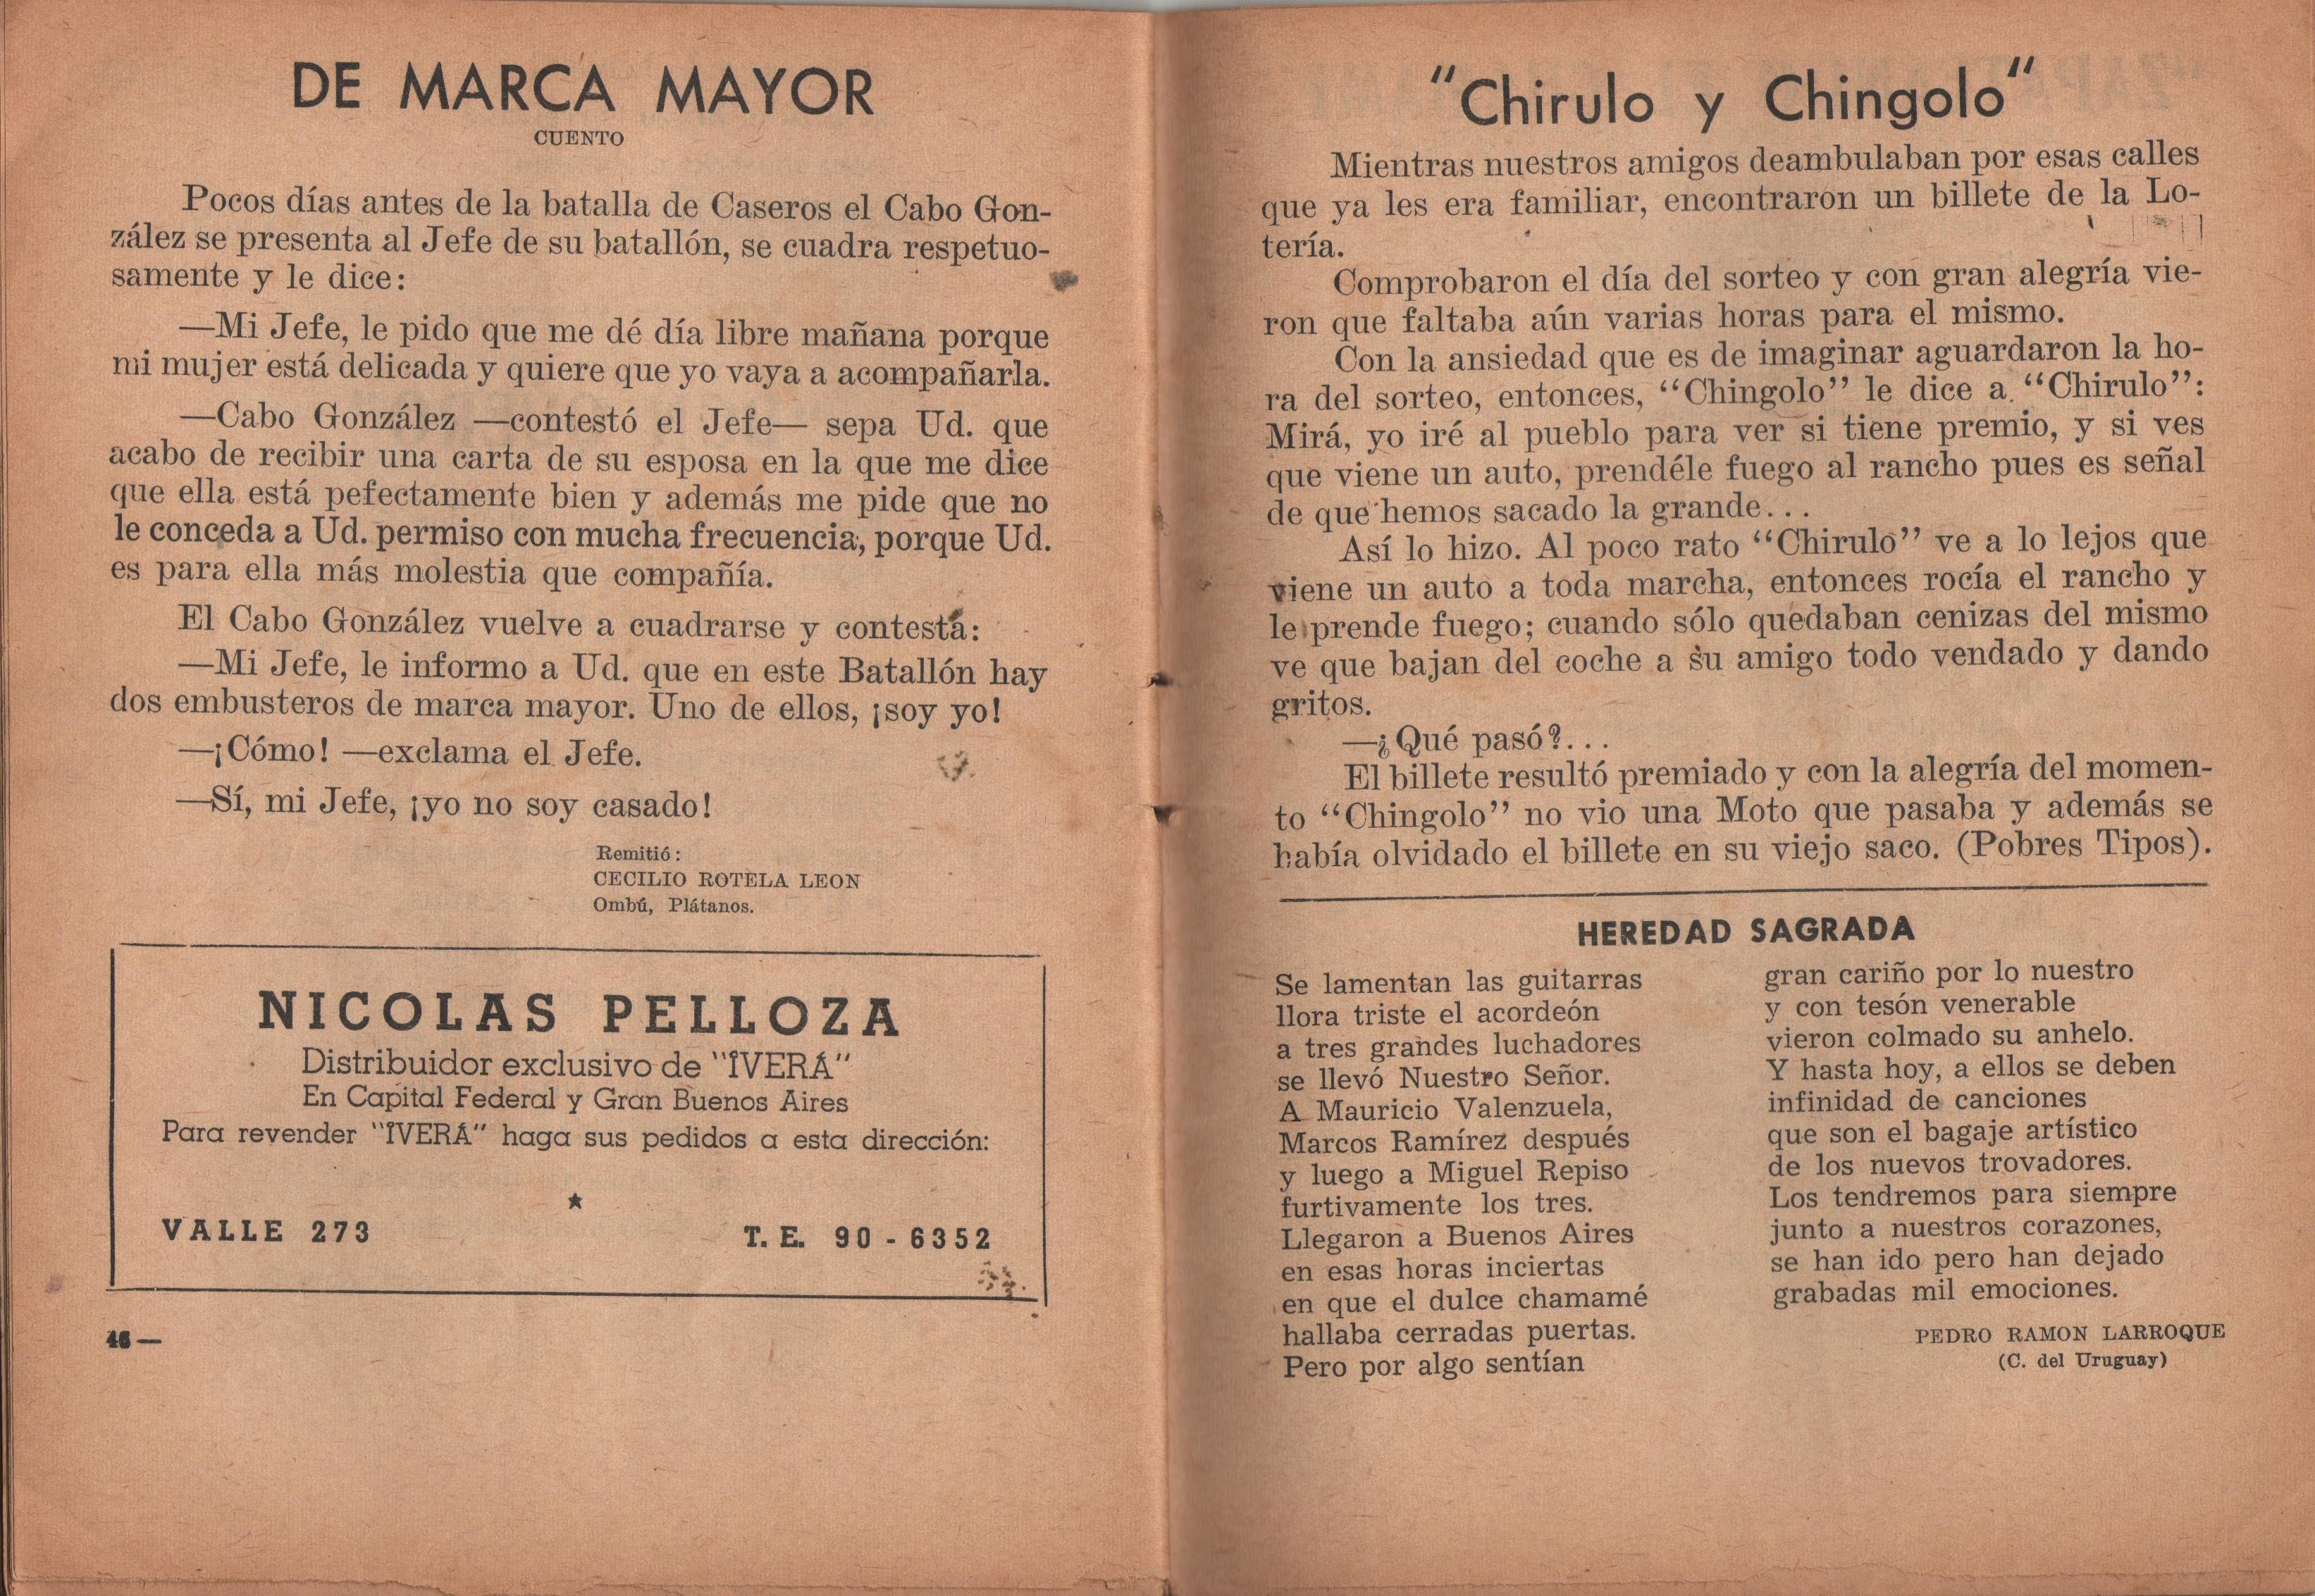 DE MARCA MAYOR
CUENTO
Pocos días antes de la batalla de Caseros el Cabo Gon-
zález se presenta al Jefe de su batallón, se cuadra respetuo-
samente y le dice:
—Mi Jefe, le pido que me dé día libre mañana porque
mi mujer está delicada y quiere que yo vaya a acompañarla.
—Cabo González —contestó el Jefe— sepa Ud. que
acabo de recibir una carta de su esposa en la que me dice
que ella está pefectamente bien y además me pide que no
le conceda a Ud. permiso con mucha frecuencia, porque Ud.
es para ella más molestia que compañía.
El Cabo González vuelve a cuadrarse y contesta:
—Mi Jefe, le informo a Ud. que en este Batallón hay
dos embusteros de marca mayor. Uno de ellos, ¡soy yo!
—¡Cómo! —exclama el Jefe.
—Sí, mi Jefe, ¡yo no soy casado!
Remitió:
CECILIO ROTELA LEON
Ombú, Plátanos.
NICOLAS PELLOZA
Distribuidor exclusivo de "IVERÁ"
En Capital Federal y Gran Buenos Aires
Para revender "IVERÁ" haga sus pedidos a esta dirección:
★
VALLE 273 T. E. 90 - 6352
46 —
"Chirulo y Chingolo"
Mientras nuestros amigos deambulaban por esas calles
que ya les era familiar, encontraron un billete de la Lo-
tería.
Comprobaron el día del sorteo y con gran alegría vie-
ron que faltaba aún varias horas para el mismo.
Con la ansiedad que es de imaginar aguardaron la ho-
ra del sorteo, entonces, "Chingolo" le dice a "Chirulo":
Mirá, yo iré al pueblo para ver si tiene premio, y si ves
que viene un auto, prendéle fuego al rancho pues es señal
de que hemos sacado la grande...
Así lo hizo. Al poco rato "Chirulo" ve a lo lejos que
viene un auto a toda marcha, entonces rocía el rancho y
le prende fuego; cuando sólo quedaban cenizas del mismo
ve que bajan del coche a su amigo todo vendado y dando
gritos.
—¿Qué pasó?...
El billete resultó premiado y con la alegría del momen-
to "Chingolo" no vio una Moto que pasaba y además se
había olvidado el billete en su viejo saco. (Pobres Tipos).
HEREDAD SAGRADA
Se lamentan las guitarras
llora triste el acordeón
a tres grandes luchadores
se llevó Nuestro Señor.
A Mauricio Valenzuela,
Marcos Ramírez después
y luego a Miguel Repiso
furtivamente los tres.
Llegaron a Buenos Aires
en esas horas inciertas
en que el dulce chamamé
hallaba cerradas puertas.
Pero por algo sentían
gran cariño por lo nuestro
y con tesón venerable
vieron colmado su anhelo.
Y hasta hoy, a ellos se deben
infinidad de canciones
que son el bagaje artístico
de los nuevos trovadores.
Los tendremos para siempre
junto a nuestros corazones,
se han ido pero han dejado
grabadas mil emociones.
PEDRO RAMON LARROQUE
(C. del Uruguay)